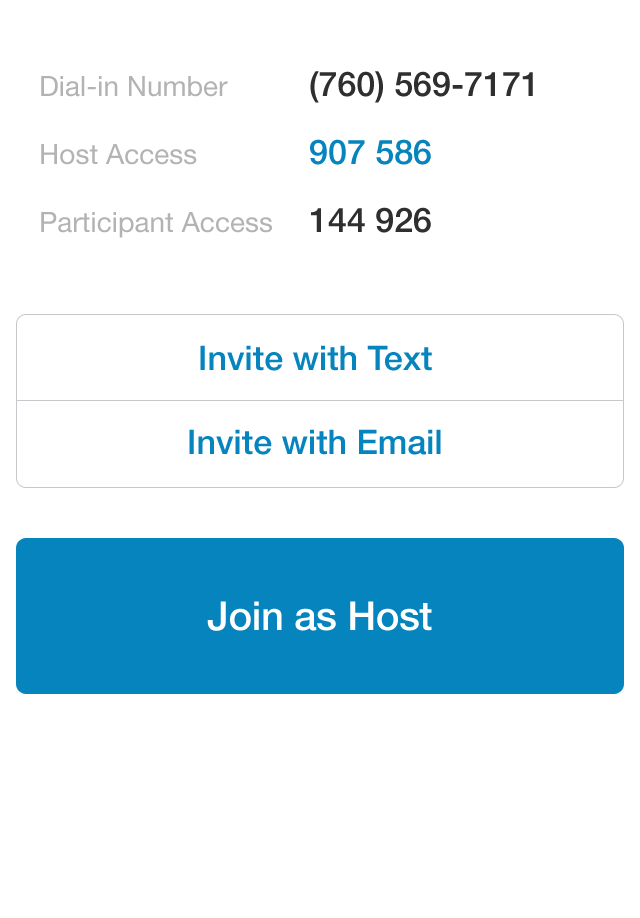 Dial-in Number (760) 569-7171
Host Access 907 586
Participant Access 144 926
Invite with Text
Invite with Email
Join as Host